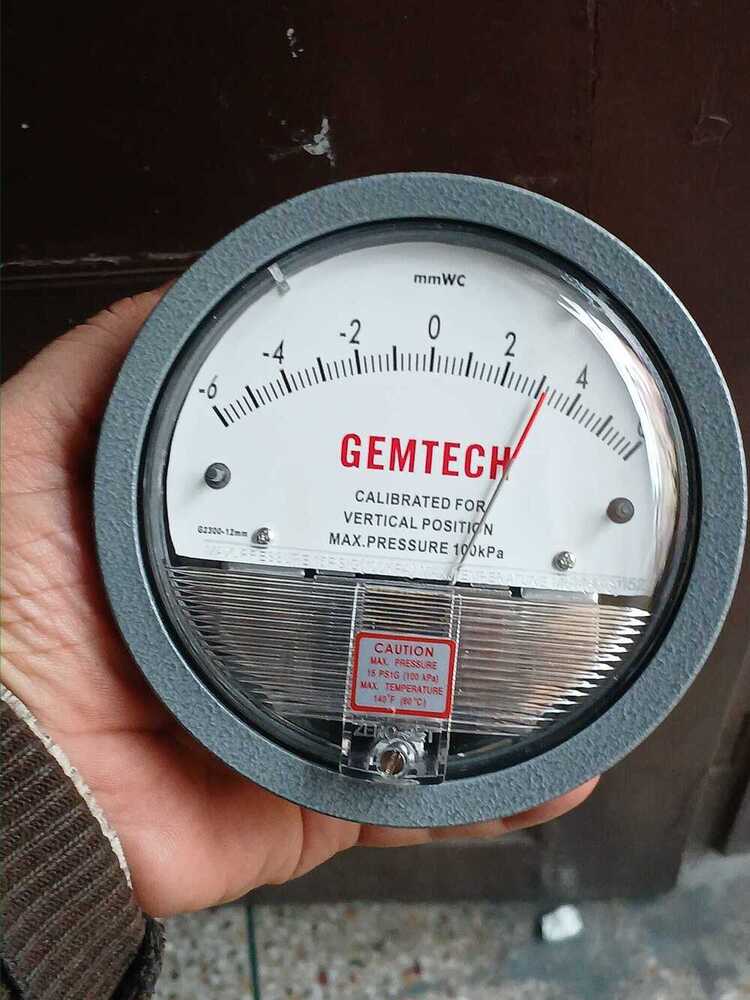 mmWC
-6 -4 -2 0 2 4
GEMTECH
CALIBRATED FOR
VERTICAL POSITION
MAX.PRESSURE 100kPa
G2300-12mm
CAUTION
MAX. PRESSURE
15 PSIG (100 kPa)
MAX. TEMPERATURE
140°F (60°C)